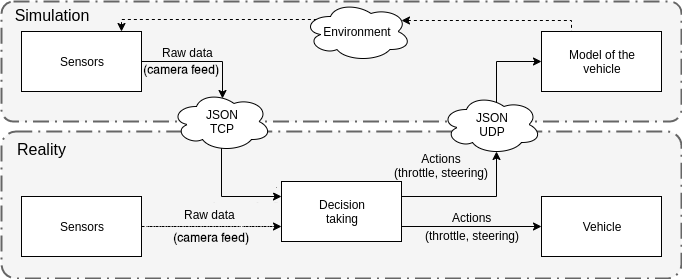 Simulation
Environment
Sensors
Raw data
(camera feed)
Model of the
vehicle
JSON
TCP
JSON
UDP
Reality
Actions
(throttle, steering)
Sensors
Raw data
(camera feed)
Decision
taking
Actions
(throttle, steering)
Vehicle